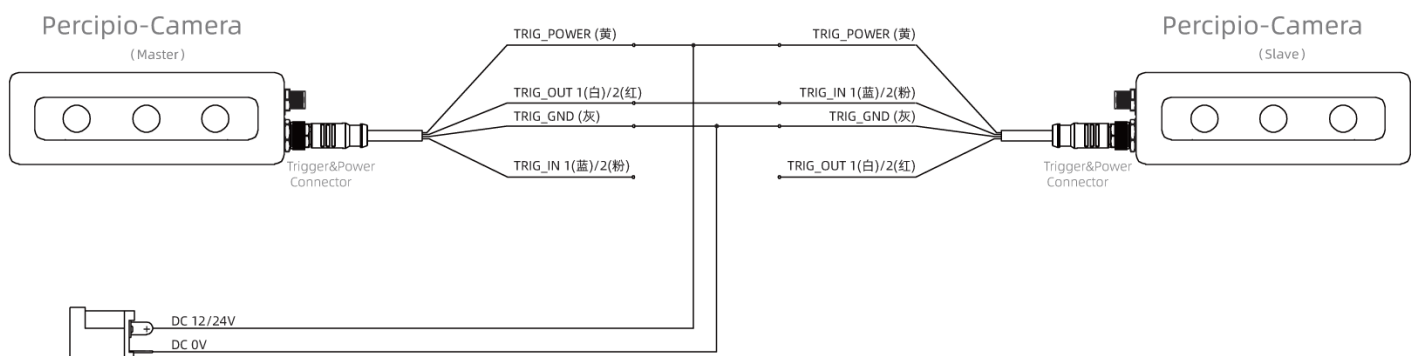 Percipio-Camera
(Master)
Percipio-Camera
(Slave)
TRIG_POWER (黄)
TRIG_POWER (黄)
TRIG_OUT 1(白)/2(红)
TRIG_IN 1(蓝)/2(粉)
TRIG_GND (灰)
TRIG_GND (灰)
TRIG_IN 1(蓝)/2(粉)
TRIG_OUT 1(白)/2(红)
Trigger&Power
Connector
Trigger&Power
Connector
DC 12/24V
+
DC 0V